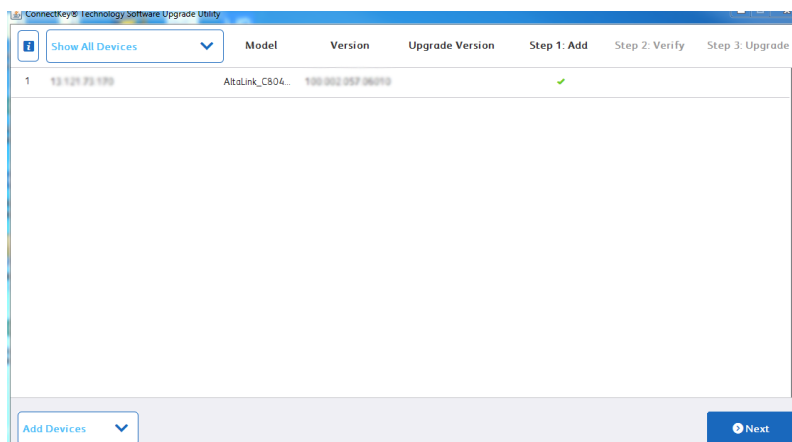 ConnectKey® Technology Software Upgrade Utility
Show All Devices Model Version Upgrade Version Step 1: Add Step 2: Verify Step 3: Upgrade
1 AltaLink_C804...
Add Devices Next